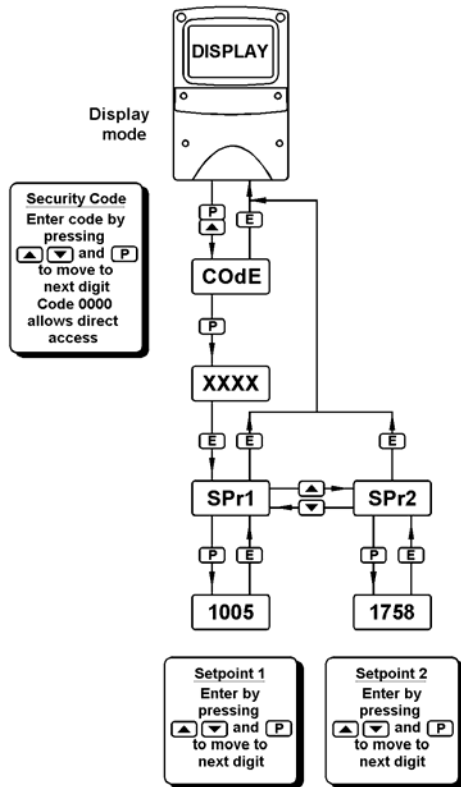 DISPLAY
Display
mode
Security Code
Enter code by
pressing
▲ ▼ and P
to move to
next digit
Code 0000
allows direct
access
P
▲
E
COdE
P
XXXX
E
E
E
SPr1
▲
▼
SPr2
P
E
P
E
1005
1758
Setpoint 1
Enter by
pressing
▲ ▼ and P
to move to
next digit
Setpoint 2
Enter by
pressing
▲ ▼ and P
to move to
next digit